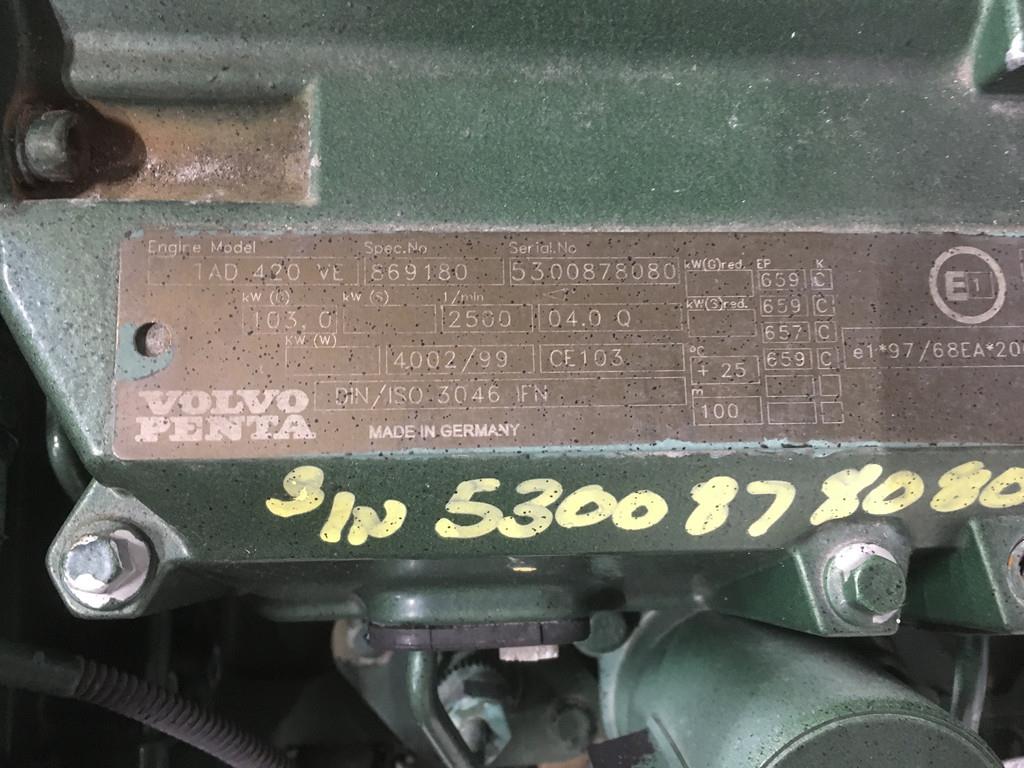 Engine Model Spec.No Serial.No
TAD 420 VE 869180 5300878080
kW(G)red. EP K
659 C
kW (I) kW (S) 1/min
103,0 2500 04.0 Q
kW(S)red. 659 C
657 C
kW (W)
4002/99 CE103
°C 659 C
+ 25
E1
e1*97/68EA*20
DIN/ISO 3046 IFN
m
100
VOLVO
PENTA
MADE IN GERMANY
S/N 5300878080